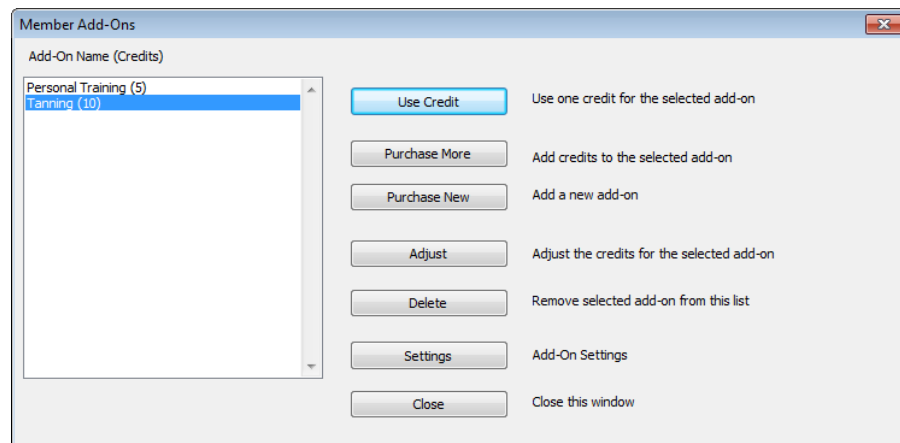 Member Add-Ons
Add-On Name (Credits)
Personal Training (5)
Tanning (10)
Use Credit
Use one credit for the selected add-on
Purchase More
Add credits to the selected add-on
Purchase New
Add a new add-on
Adjust
Adjust the credits for the selected add-on
Delete
Remove selected add-on from this list
Settings
Add-On Settings
Close
Close this window